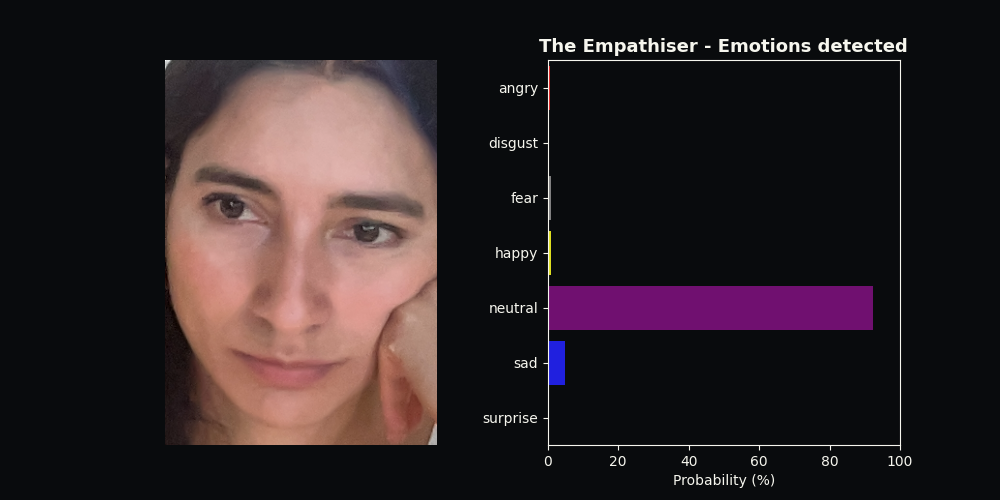 The Empathiser - Emotions detected
angry
disgust
fear
happy
neutral
sad
surprise
0 20 40 60 80 100
Probability (%)